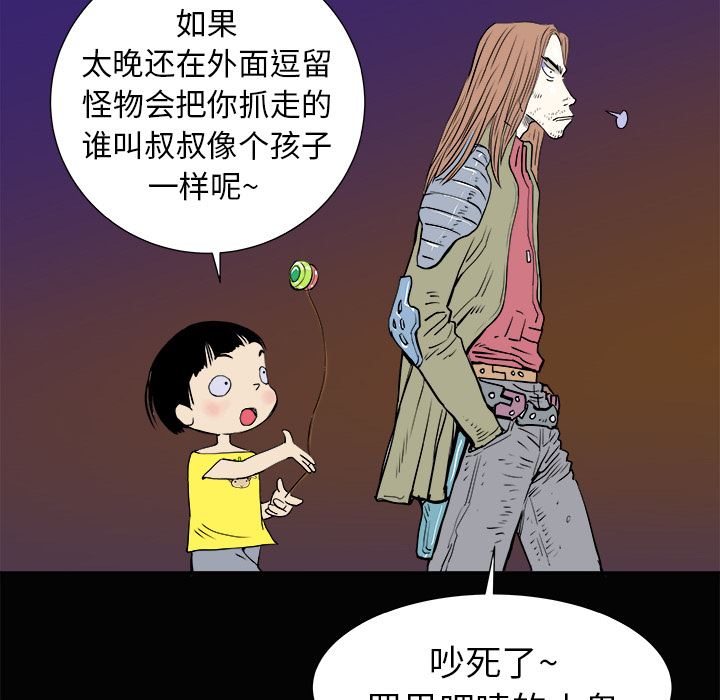 如果
太晚还在外面逗留
怪物会把你抓走的
谁叫叔叔像个孩子
一样呢~
吵死了~